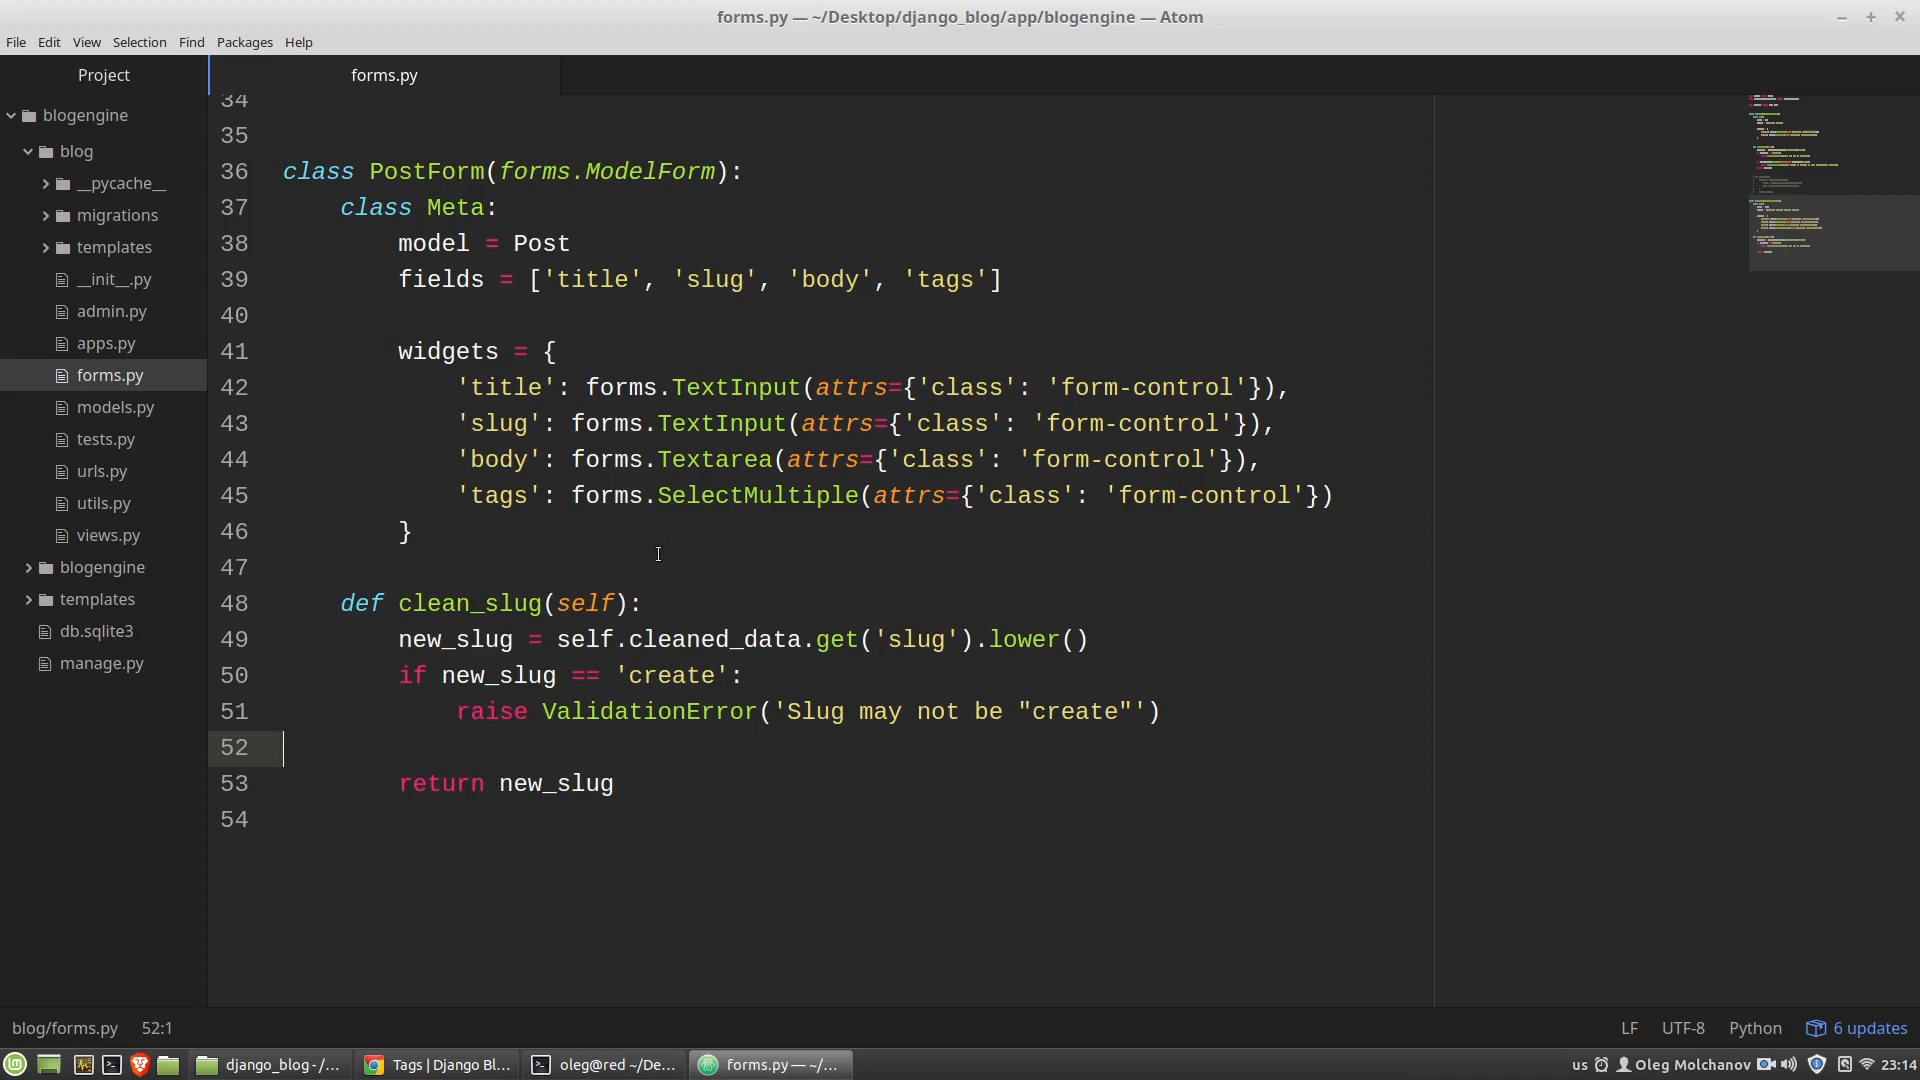 forms.py — ~/Desktop/django_blog/app/blogengine — Atom
File Edit View Selection Find Packages Help
Project
forms.py
blogengine
blog
__pycache__
migrations
templates
__init__.py
admin.py
apps.py
forms.py
models.py
tests.py
urls.py
utils.py
views.py
blogengine
templates
db.sqlite3
manage.py
34
35
36 class PostForm(forms.ModelForm):
37     class Meta:
38         model = Post
39         fields = ['title', 'slug', 'body', 'tags']
40
41         widgets = {
42             'title': forms.TextInput(attrs={'class': 'form-control'}),
43             'slug': forms.TextInput(attrs={'class': 'form-control'}),
44             'body': forms.Textarea(attrs={'class': 'form-control'}),
45             'tags': forms.SelectMultiple(attrs={'class': 'form-control'})
46         }
47
48     def clean_slug(self):
49         new_slug = self.cleaned_data.get('slug').lower()
50         if new_slug == 'create':
51             raise ValidationError('Slug may not be "create"')
52
53         return new_slug
54
blog/forms.py 52:1 LF UTF-8 Python 6 updates
django_blog - /... Tags | Django Bl... oleg@red ~/De... forms.py — ~/... us Oleg Molchanov 23:14